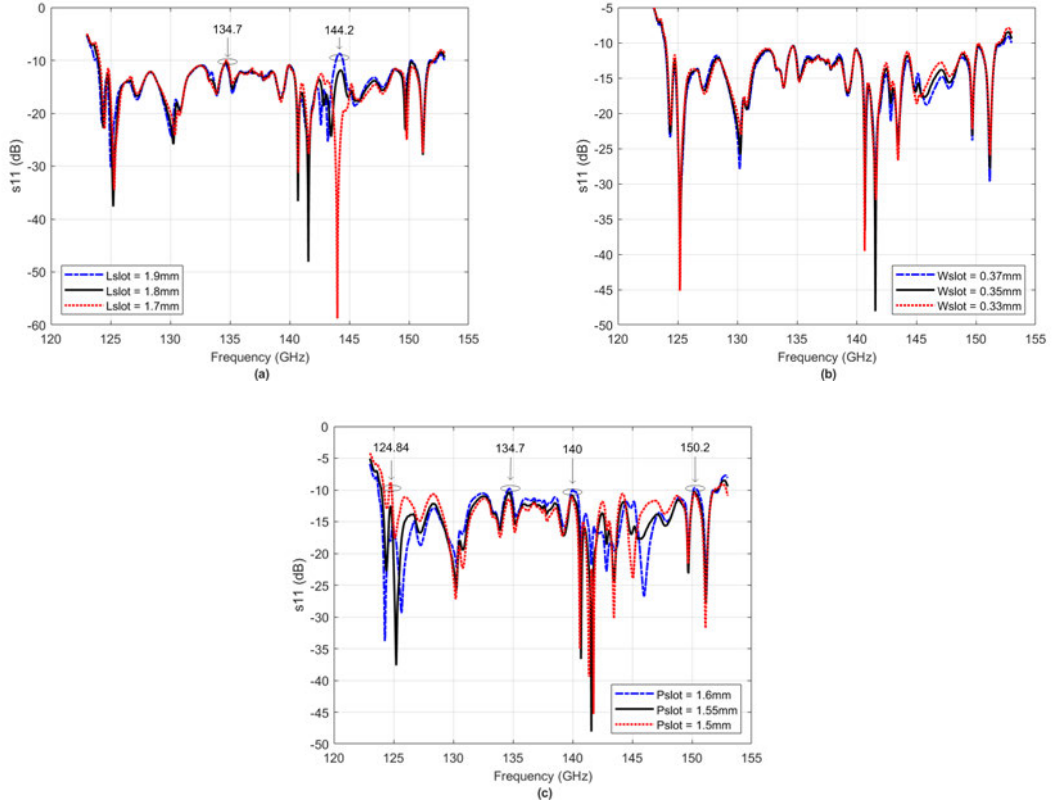 134.7
144.2
0
-10
-20
-30
-40
-50
-60
s11 (dB)
Lslot = 1.9mm
Lslot = 1.8mm
Lslot = 1.7mm
120 125 130 135 140 145 150 155
Frequency (GHz)
(a)
-5
-10
-15
-20
-25
-30
-35
-40
-45
-50
s11 (dB)
Wslot = 0.37mm
Wslot = 0.35mm
Wslot = 0.33mm
120 125 130 135 140 145 150 155
Frequency (GHz)
(b)
124.84
134.7
140
150.2
0
-5
-10
-15
-20
-25
-30
-35
-40
-45
-50
s11 (dB)
Pslot = 1.6mm
Pslot = 1.55mm
Pslot = 1.5mm
120 125 130 135 140 145 150 155
Frequency (GHz)
(c)